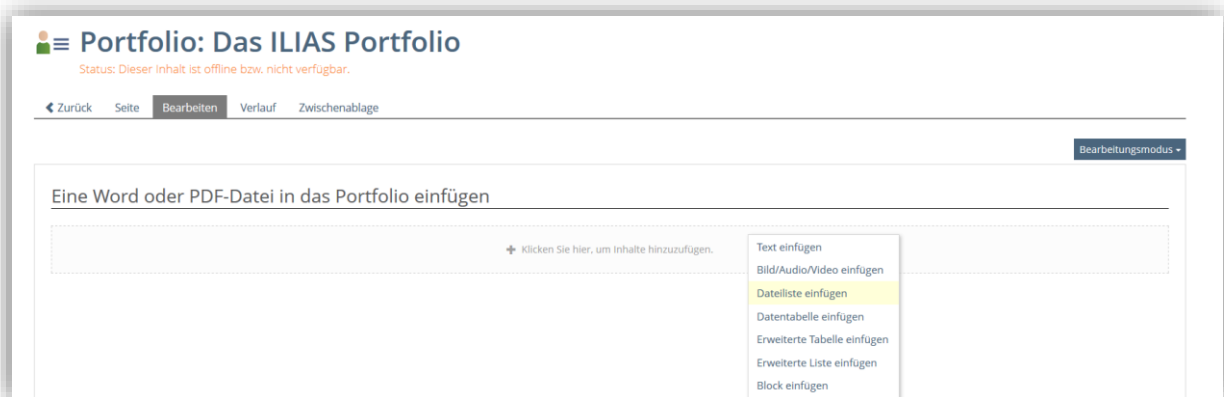 Portfolio: Das ILIAS Portfolio
Status: Dieser Inhalt ist offline bzw. nicht verfügbar.
Zurück Seite Bearbeiten Verlauf Zwischenablage
Bearbeitungsmodus
Eine Word oder PDF-Datei in das Portfolio einfügen
Klicken Sie hier, um Inhalte hinzuzufügen.
Text einfügen
Bild/Audio/Video einfügen
Dateiliste einfügen
Datentabelle einfügen
Erweiterte Tabelle einfügen
Erweiterte Liste einfügen
Block einfügen